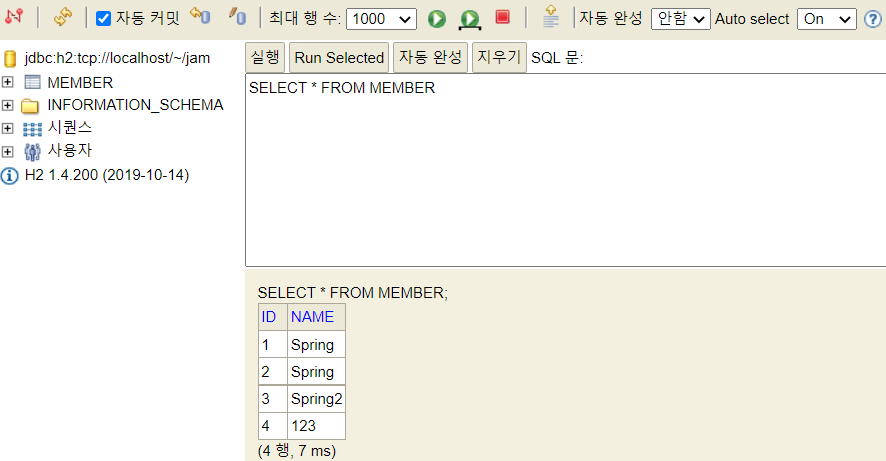 자동 커밋 최대 행 수: 1000 자동 완성 안함 Auto select On
jdbc:h2:tcp://localhost/~/jam
MEMBER
INFORMATION_SCHEMA
시퀀스
사용자
H2 1.4.200 (2019-10-14)
실행 Run Selected 자동 완성 지우기 SQL 문:
SELECT * FROM MEMBER
SELECT * FROM MEMBER;
ID NAME
1 Spring
2 Spring
3 Spring2
4 123
(4 행, 7 ms)